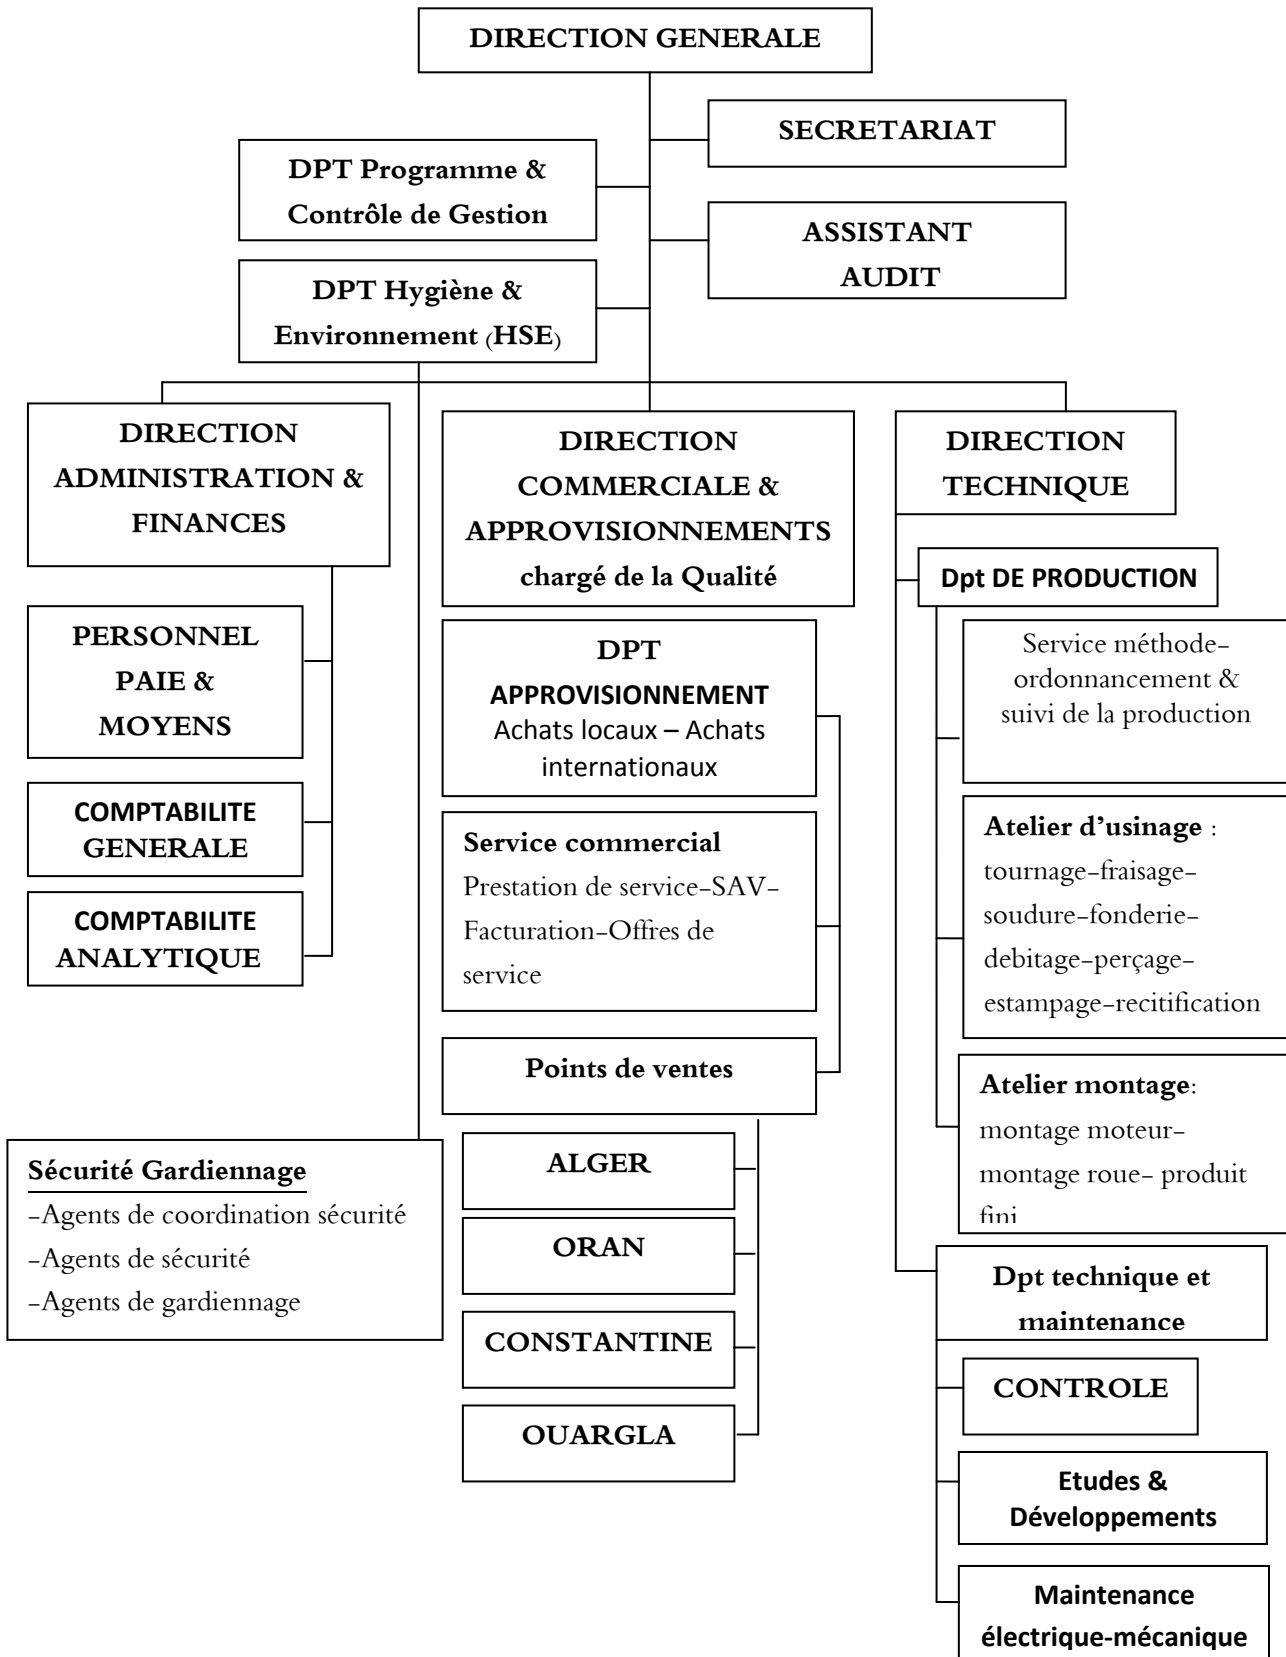 DIRECTION GENERALE
SECRETARIAT
DPT Programme &
Contrôle de Gestion
ASSISTANT
AUDIT
DPT Hygiène &
Environnement (HSE)
DIRECTION
ADMINISTRATION &
FINANCES
PERSONNEL
PAIE &
MOYENS
COMPTABILITE
GENERALE
COMPTABILITE
ANALYTIQUE
Sécurité Gardiennage
-Agents de coordination sécurité
-Agents de sécurité
-Agents de gardiennage
DIRECTION
COMMERCIALE &
APPROVISIONNEMENTS
chargé de la Qualité
DPT
APPROVISIONNEMENT
Achats locaux – Achats
internationaux
Service commercial
Prestation de service-SAV-
Facturation-Offres de
service
Points de ventes
ALGER
ORAN
CONSTANTINE
OUARGLA
DIRECTION
TECHNIQUE
Dpt DE PRODUCTION
Service méthode-
ordonnancement &
suivi de la production
Atelier d’usinage :
tournage-fraisage-
soudure-fonderie-
debitage-perçage-
estampage-recitification
Atelier montage:
montage moteur-
montage roue- produit
fini
Dpt technique et
maintenance
CONTROLE
Etudes &
Développements
Maintenance
électrique-mécanique